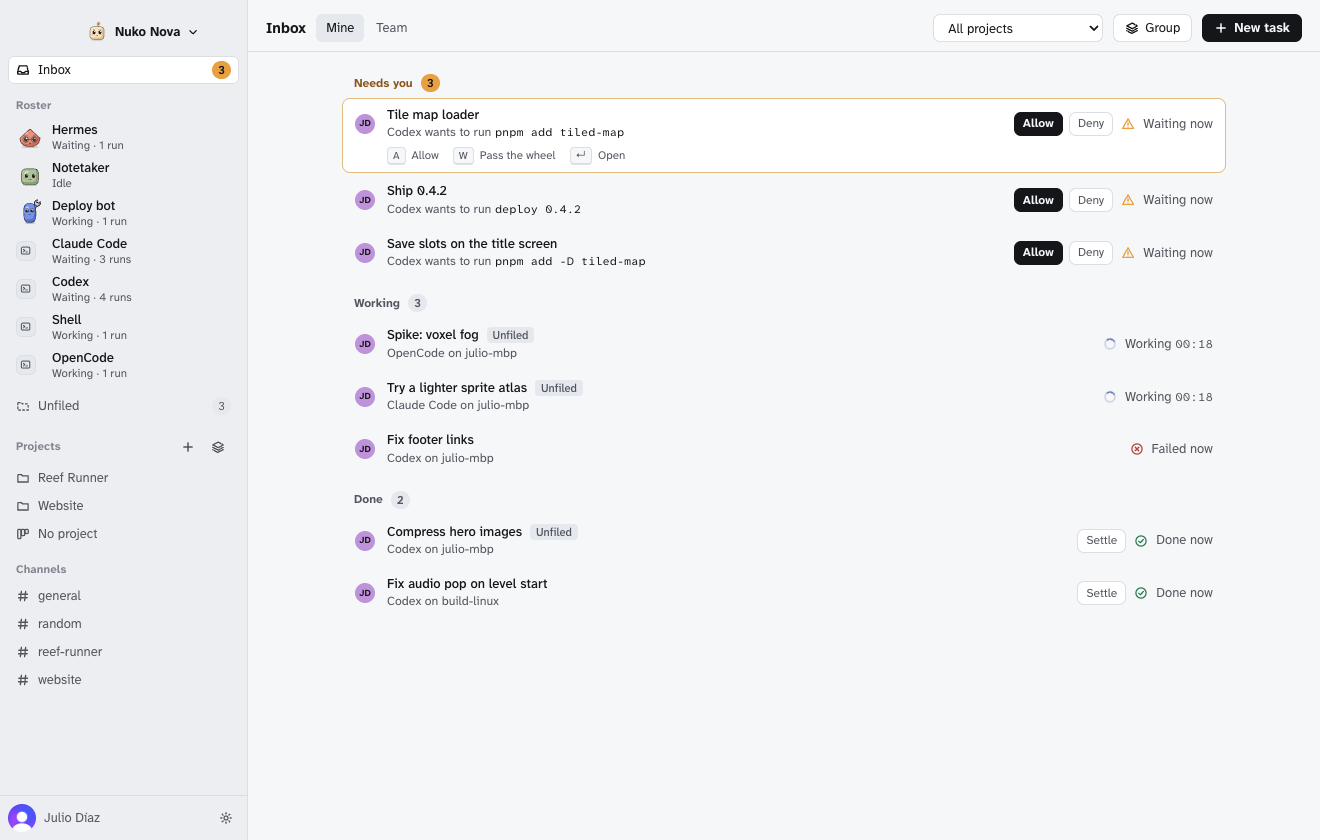 Nuko Nova
Inbox
3
Roster
Hermes
Waiting · 1 run
Notetaker
Idle
Deploy bot
Working · 1 run
Claude Code
Waiting · 3 runs
Codex
Waiting · 4 runs
Shell
Working · 1 run
OpenCode
Working · 1 run
Unfiled
3
Projects
Reef Runner
Website
No project
Channels
# general
# random
# reef-runner
# website
Julio Díaz
Inbox Mine Team
All projects
Group
+ New task
Needs you 3
JD
Tile map loader
Codex wants to run pnpm add tiled-map
A Allow W Pass the wheel ↵ Open
Allow Deny Waiting now
JD
Ship 0.4.2
Codex wants to run deploy 0.4.2
Allow Deny Waiting now
JD
Save slots on the title screen
Codex wants to run pnpm add -D tiled-map
Allow Deny Waiting now
Working 3
JD
Spike: voxel fog Unfiled
OpenCode on julio-mbp
Working 00:18
JD
Try a lighter sprite atlas Unfiled
Claude Code on julio-mbp
Working 00:18
JD
Fix footer links
Codex on julio-mbp
Failed now
Done 2
JD
Compress hero images Unfiled
Codex on julio-mbp
Settle Done now
JD
Fix audio pop on level start
Codex on build-linux
Settle Done now